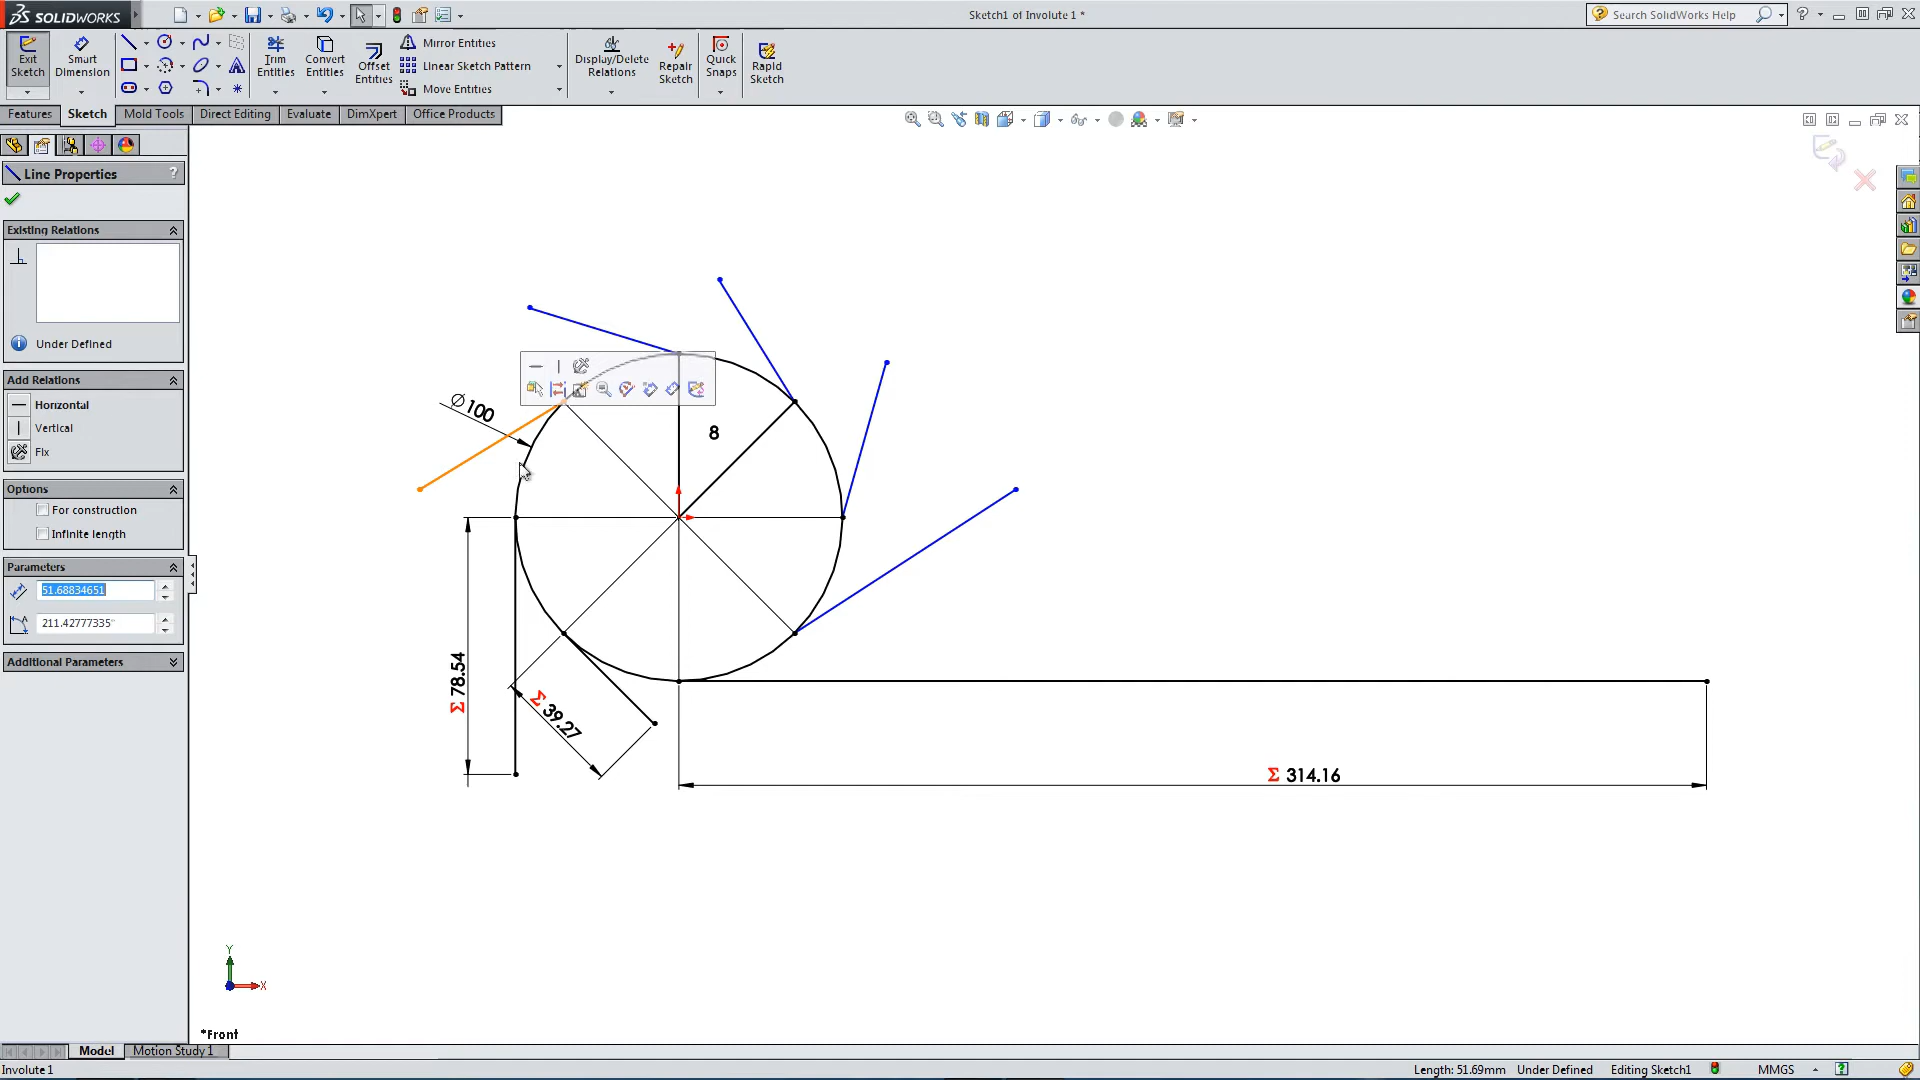 SOLIDWORKS
Sketch1 of Involute 1 *
Search SolidWorks Help
Exit Sketch
Smart Dimension
Trim Entities
Convert Entities
Offset Entities
Mirror Entities
Linear Sketch Pattern
Move Entities
Display/Delete Relations
Repair Sketch
Quick Snaps
Rapid Sketch
Features
Sketch
Mold Tools
Direct Editing
Evaluate
DimXpert
Office Products
Line Properties
?
Existing Relations
Under Defined
Add Relations
Horizontal
Vertical
Fix
Options
For construction
Infinite length
Parameters
51.68834651
211.42777335°
Additional Parameters
∅100
8
Σ 78.54
Σ 39.27
Σ 314.16
Y
X
*Front
Model
Motion Study 1
Involute 1
Length: 51.69mm
Under Defined
Editing Sketch1
MMGS